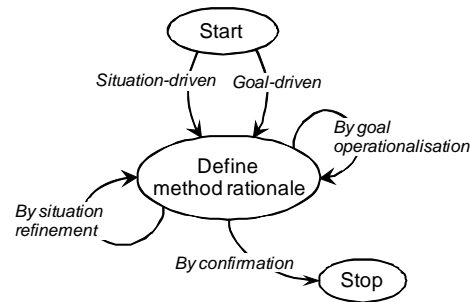 Start
Situation-driven
Goal-driven
By goal
operationalisation
Define
method rationale
By situation
refinement
By confirmation
Stop